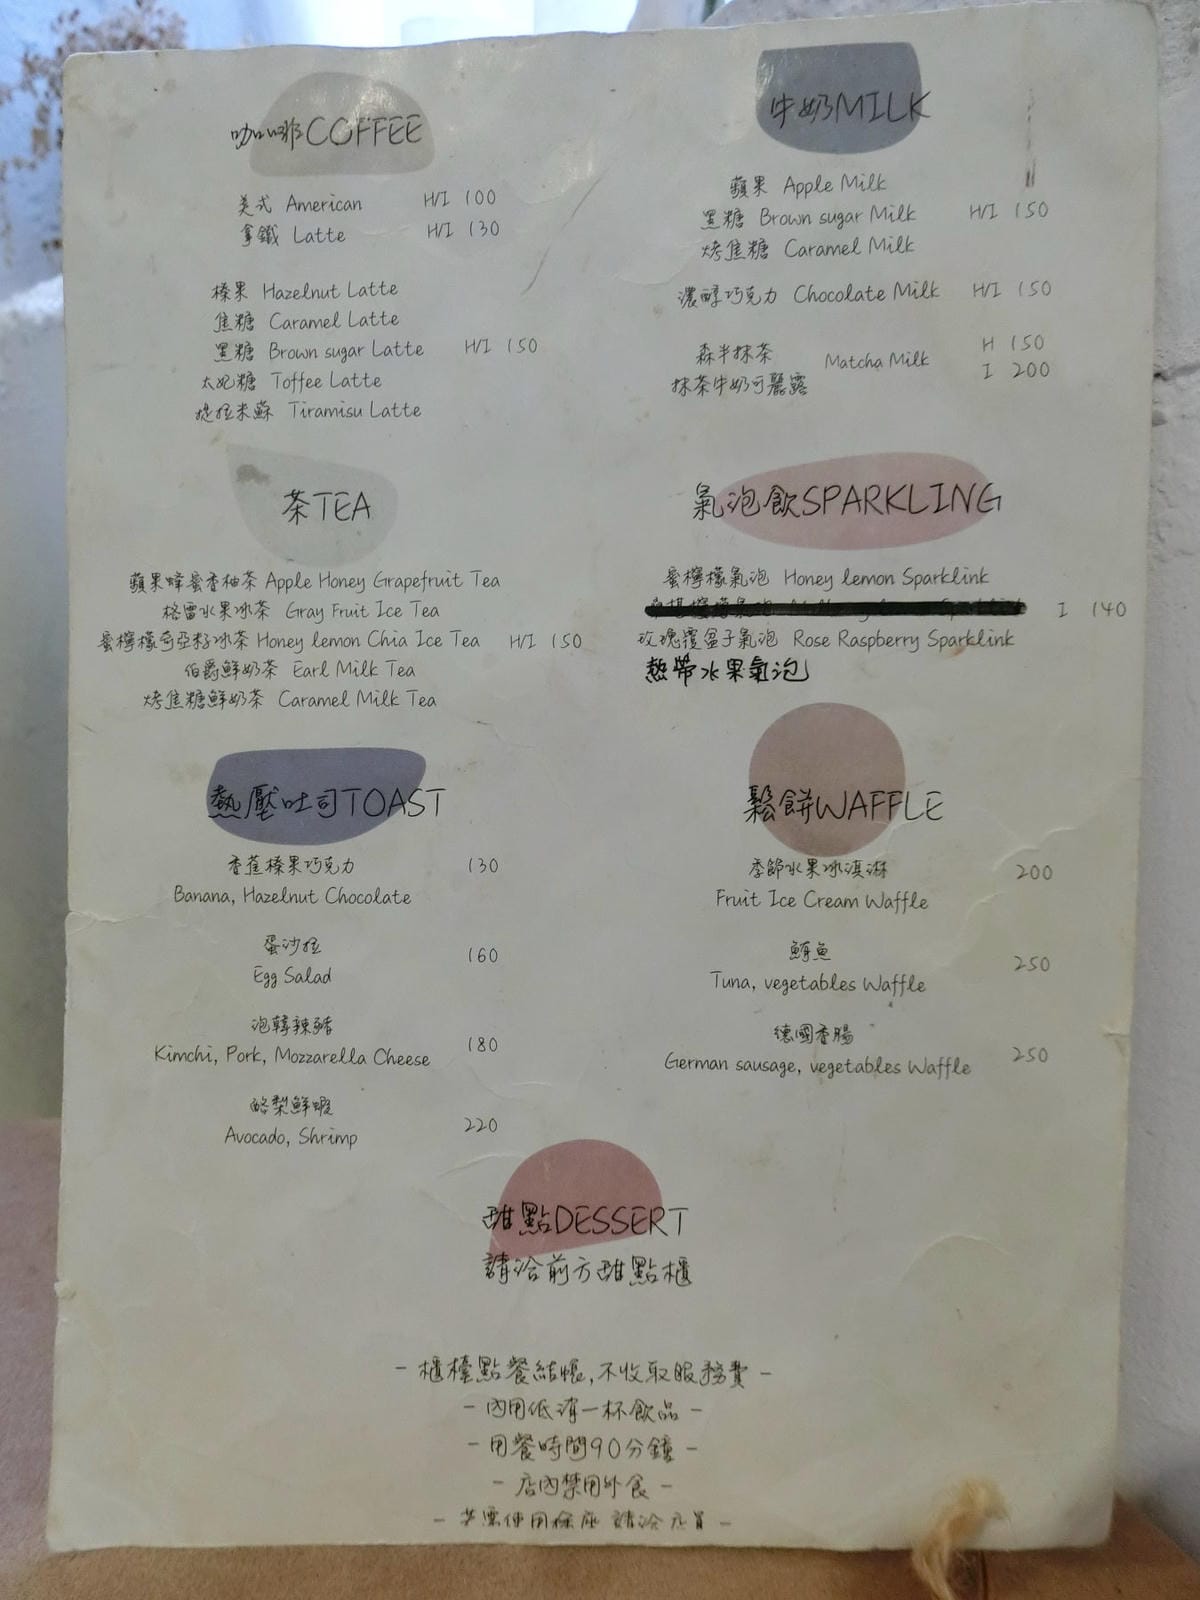 咖啡COFFEE
美式 American H/I 100
拿鐵 Latte H/I 130
榛果 Hazelnut Latte
焦糖 Caramel Latte
黑糖 Brown sugar Latte H/I 150
太妃糖 Toffee Latte
提拉米蘇 Tiramisu Latte
牛奶MILK
蘋果 Apple Milk
黑糖 Brown sugar Milk H/I 150
烤焦糖 Caramel Milk
濃醇巧克力 Chocolate Milk H/I 150
森半抹茶 H 150
Matcha Milk
抹茶牛奶可麗露 I 200
茶TEA
蘋果蜂蜜香柚茶 Apple Honey Grapefruit Tea
格雷水果冰茶 Gray Fruit Ice Tea
蜜檸檬奇亞籽冰茶 Honey lemon Chia Ice Tea H/I 150
伯爵鮮奶茶 Earl Milk Tea
烤焦糖鮮奶茶 Caramel Milk Tea
氣泡飲SPARKLING
蜜檸檬氣泡 Honey lemon Sparklink
I 140
玫瑰覆盆子氣泡 Rose Raspberry Sparklink
熱帶水果氣泡
熱壓吐司TOAST
香蕉榛果巧克力 130
Banana, Hazelnut Chocolate
蛋沙拉 160
Egg Salad
泡韓辣豬 180
Kimchi, Pork, Mozzarella Cheese
酪梨鮮蝦 220
Avocado, Shrimp
鬆餅WAFFLE
季節水果冰淇淋 200
Fruit Ice Cream Waffle
鮪魚 250
Tuna, vegetables Waffle
德國香腸 250
German sausage, vegetables Waffle
甜點DESSERT
請洽前方甜點櫃
- 櫃檯點餐結帳,不收取服務費 -
- 內用低消一杯飲品 -
- 用餐時間90分鐘 -
- 店內禁用外食 -
- 若需使用插座 請洽店員 -